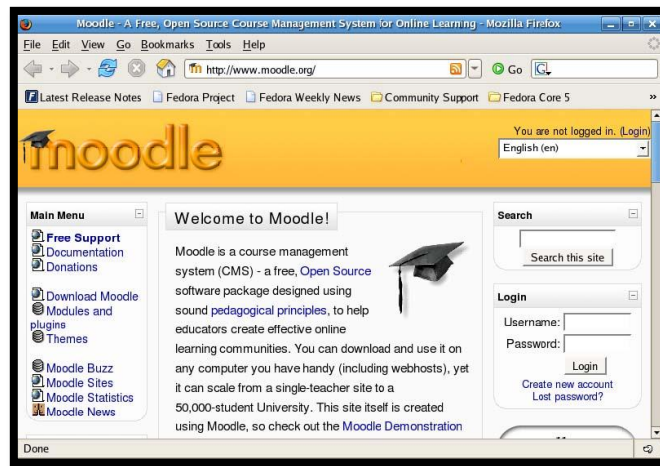 Moodle - A Free, Open Source Course Management System for Online Learning - Mozilla Firefox
File Edit View Go Bookmarks Tools Help
http://www.moodle.org/
Go
G
Latest Release Notes Fedora Project Fedora Weekly News Community Support Fedora Core 5 »
moodle
You are not logged in. (Login)
English (en)
Main Menu
Free Support
Documentation
Donations
Download Moodle
Modules and
plugins
Themes
Moodle Buzz
Moodle Sites
Moodle Statistics
Moodle News
Welcome to Moodle!
Moodle is a course management
system (CMS) - a free, Open Source
software package designed using
sound pedagogical principles, to help
educators create effective online
learning communities. You can download and use it on
any computer you have handy (including webhosts), yet
it can scale from a single-teacher site to a
50,000-student University. This site itself is created
using Moodle, so check out the Moodle Demonstration
Search
Search this site
Login
Username:
Password:
Login
Create new account
Lost password?
Done